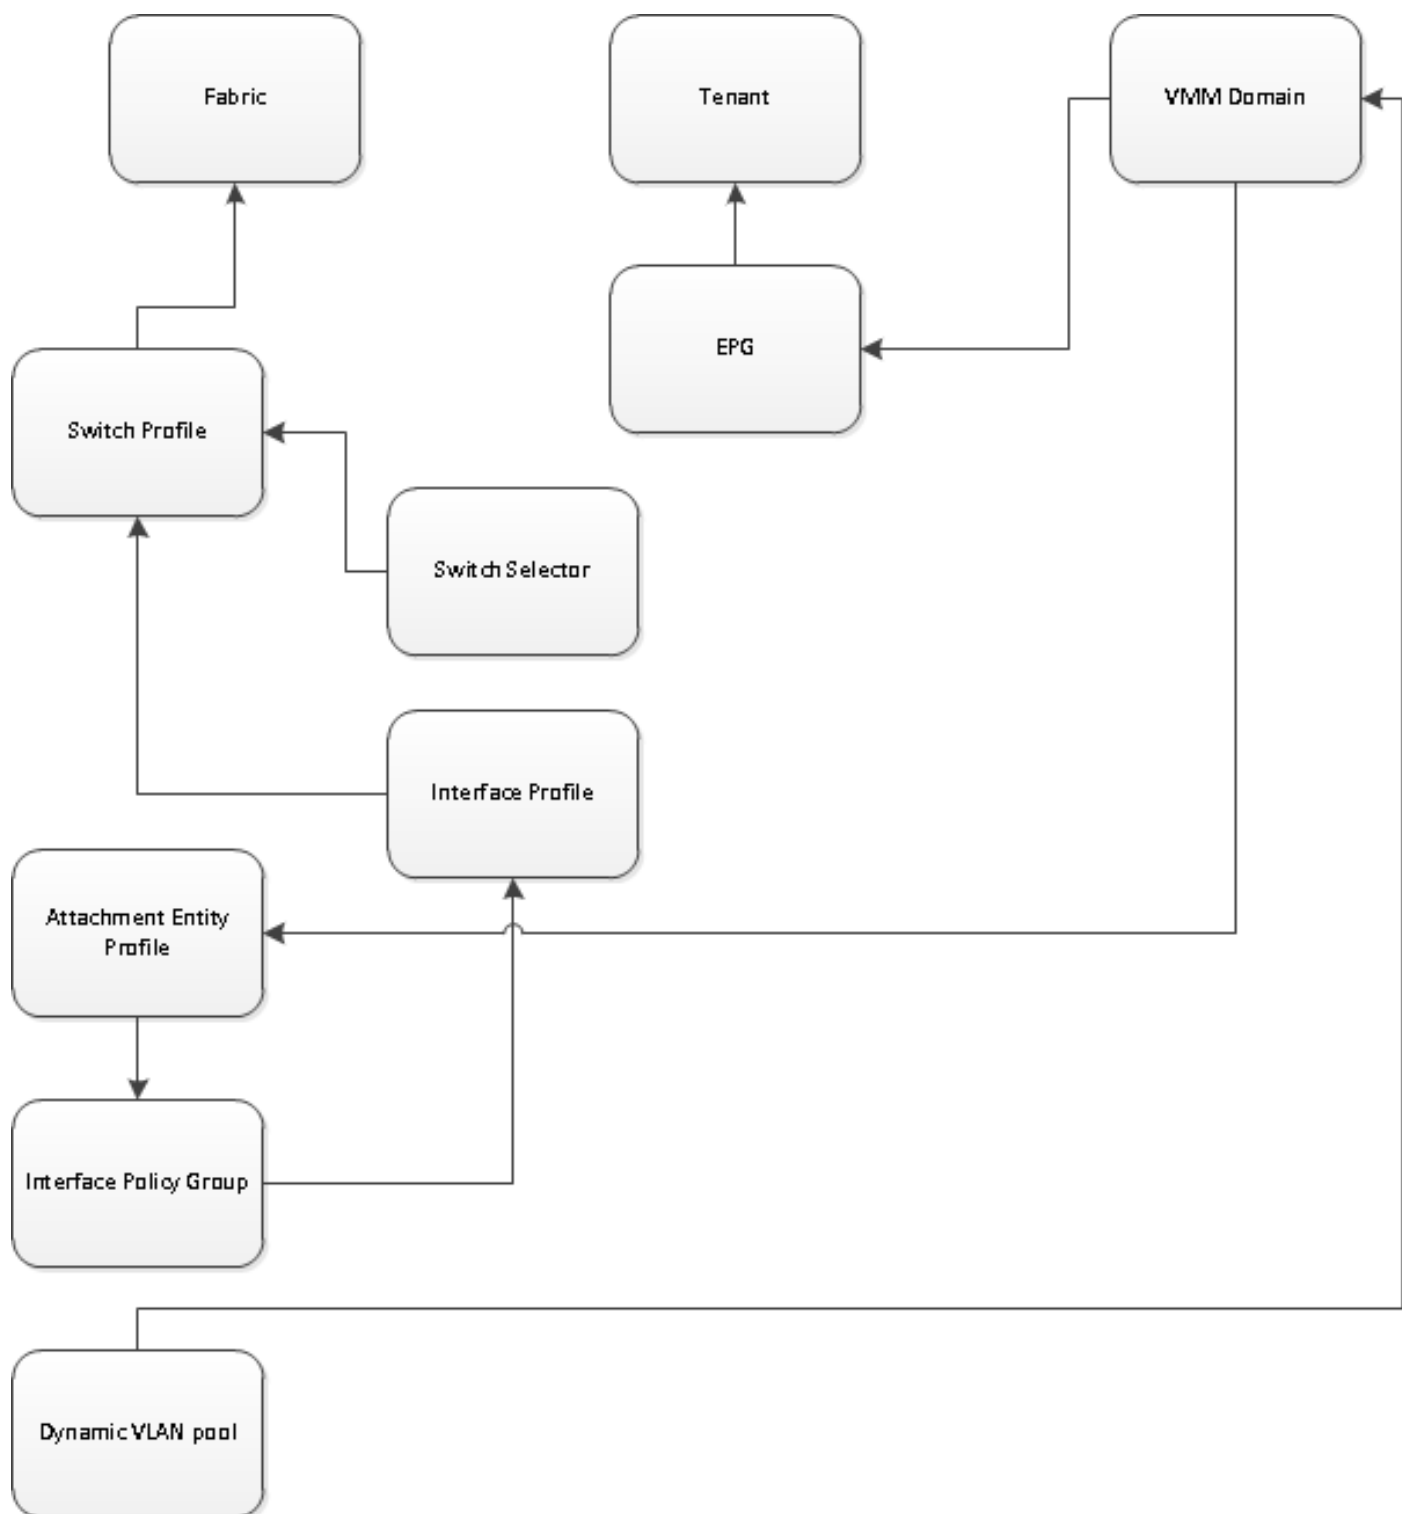 Fabric
Tenant
VMM Domain
EPG
Switch Profile
Switch Selector
Interface Profile
Attachment Entity
Profile
Interface Policy Group
Dynamic VLAN pool